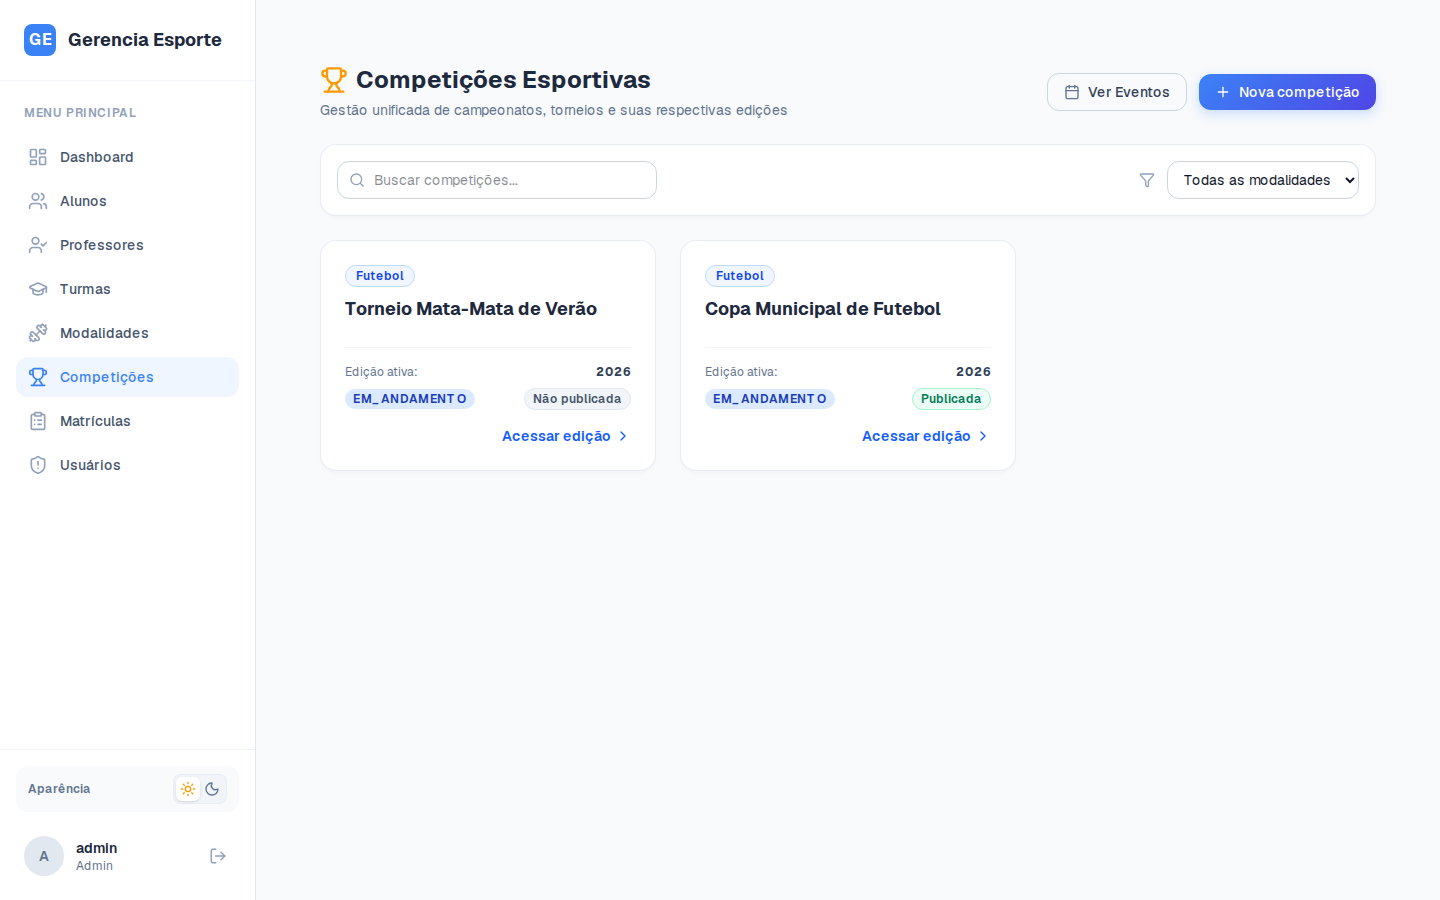 GE Gerencia Esporte
MENU PRINCIPAL
Dashboard
Alunos
Professores
Turmas
Modalidades
Competições
Matrículas
Usuários
Aparência
A
admin
Admin
Competições Esportivas
Gestão unificada de campeonatos, torneios e suas respectivas edições
Ver Eventos
Nova competição
Buscar competições...
Todas as modalidades
Futebol
Torneio Mata-Mata de Verão
Edição ativa: 2026
EM_ANDAMENTO Não publicada
Acessar edição
Futebol
Copa Municipal de Futebol
Edição ativa: 2026
EM_ANDAMENTO Publicada
Acessar edição